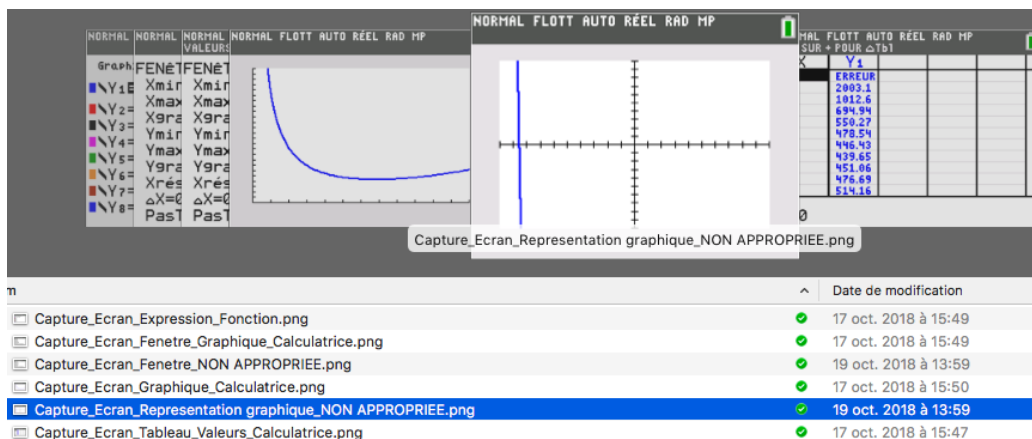 NORMAL FLOTT AUTO RÉEL RAD MP
NORMAL
NORMAL
NORMAL
VALEURS
NORMAL FLOTT AUTO RÉEL RAD MP
MAL FLOTT AUTO RÉEL RAD MP
SUR + POUR △Tbl
Graph
\Y1
\Y2=
\Y3=
\Y4=
\Y5=
\Y6=
\Y7=
\Y8=
FENêT
Xmin
Xmax
Xgra
Ymin
Ymax
Ygra
Xrés
△X=0
PasT
FENêT
Xmin
Xmax
Xgra
Ymin
Ymax
Ygra
Xrés
△X=0
PasT
X Y1
ERREUR
2003.1
1012.6
694.94
550.27
478.54
446.43
439.65
451.06
476.69
514.16
Capture_Ecran_Representation graphique_NON APPROPRIEE.png
m Date de modification
Capture_Ecran_Expression_Fonction.png 17 oct. 2018 à 15:49
Capture_Ecran_Fenetre_Graphique_Calculatrice.png 17 oct. 2018 à 15:49
Capture_Ecran_Fenetre_NON APPROPRIEE.png 19 oct. 2018 à 13:59
Capture_Ecran_Graphique_Calculatrice.png 17 oct. 2018 à 15:50
Capture_Ecran_Representation graphique_NON APPROPRIEE.png 19 oct. 2018 à 13:59
Capture_Ecran_Tableau_Valeurs_Calculatrice.png 17 oct. 2018 à 15:47